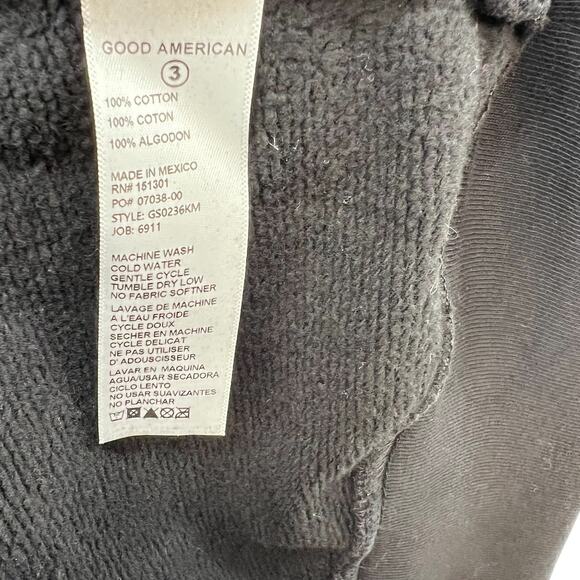 GOOD AMERICAN
3
100% COTTON
100% COTON
100% ALGODON
MADE IN MEXICO
RN# 151301
PO# 07038-00
STYLE: GS0236KM
JOB: 6911
MACHINE WASH
COLD WATER
GENTLE CYCLE
TUMBLE DRY LOW
NO FABRIC SOFTNER
LAVAGE DE MACHINE
A L'EAU FROIDE
CYCLE DOUX
SECHER EN MACHINE
CYCLE DELICAT
NE PAS UTILISER
D' ADOUSCISSEUR
LAVAR EN MAQUINA
AGUA/USAR SECADORA
CICLO LENTO
NO USAR SUAVIZANTES
NO PLANCHAR